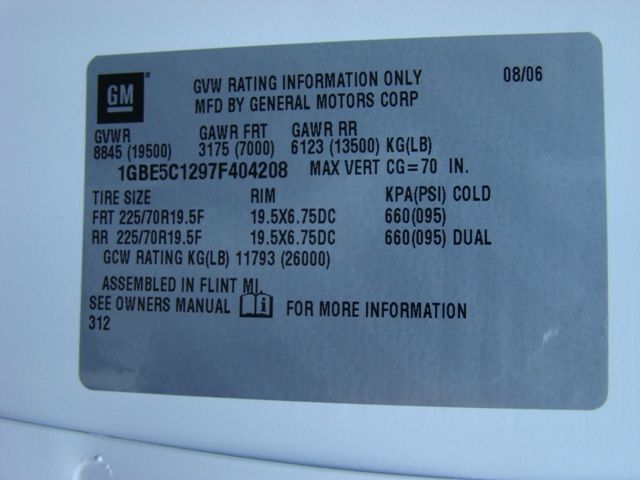 GM ®
GVW RATING INFORMATION ONLY 08/06
MFD BY GENERAL MOTORS CORP
GVWR GAWR FRT GAWR RR
8845 (19500) 3175 (7000) 6123 (13500) KG(LB)
1GBE5C1297F404208 MAX VERT CG=70 IN.
TIRE SIZE RIM KPA(PSI) COLD
FRT 225/70R19.5F 19.5X6.75DC 660(095)
RR 225/70R19.5F 19.5X6.75DC 660(095) DUAL
GCW RATING KG(LB) 11793 (26000)
ASSEMBLED IN FLINT MI.
SEE OWNERS MANUAL i FOR MORE INFORMATION
312